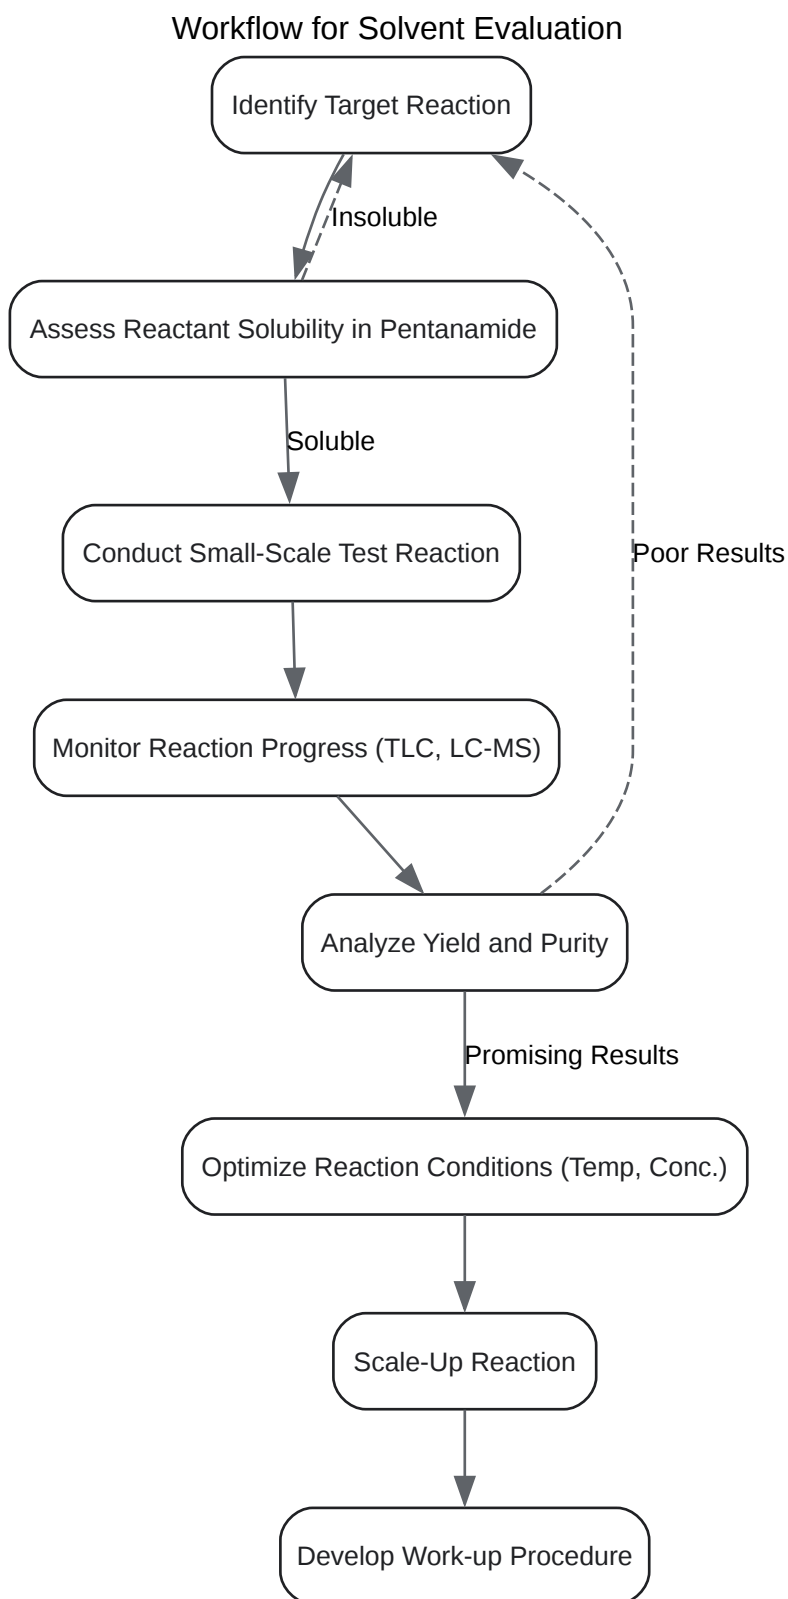 Workflow for Solvent Evaluation
Identify Target Reaction
Insoluble
Assess Reactant Solubility in Pentanamide
Soluble
Conduct Small-Scale Test Reaction
Poor Results
Monitor Reaction Progress (TLC, LC-MS)
Analyze Yield and Purity
Promising Results
Optimize Reaction Conditions (Temp, Conc.)
Scale-Up Reaction
Develop Work-up Procedure